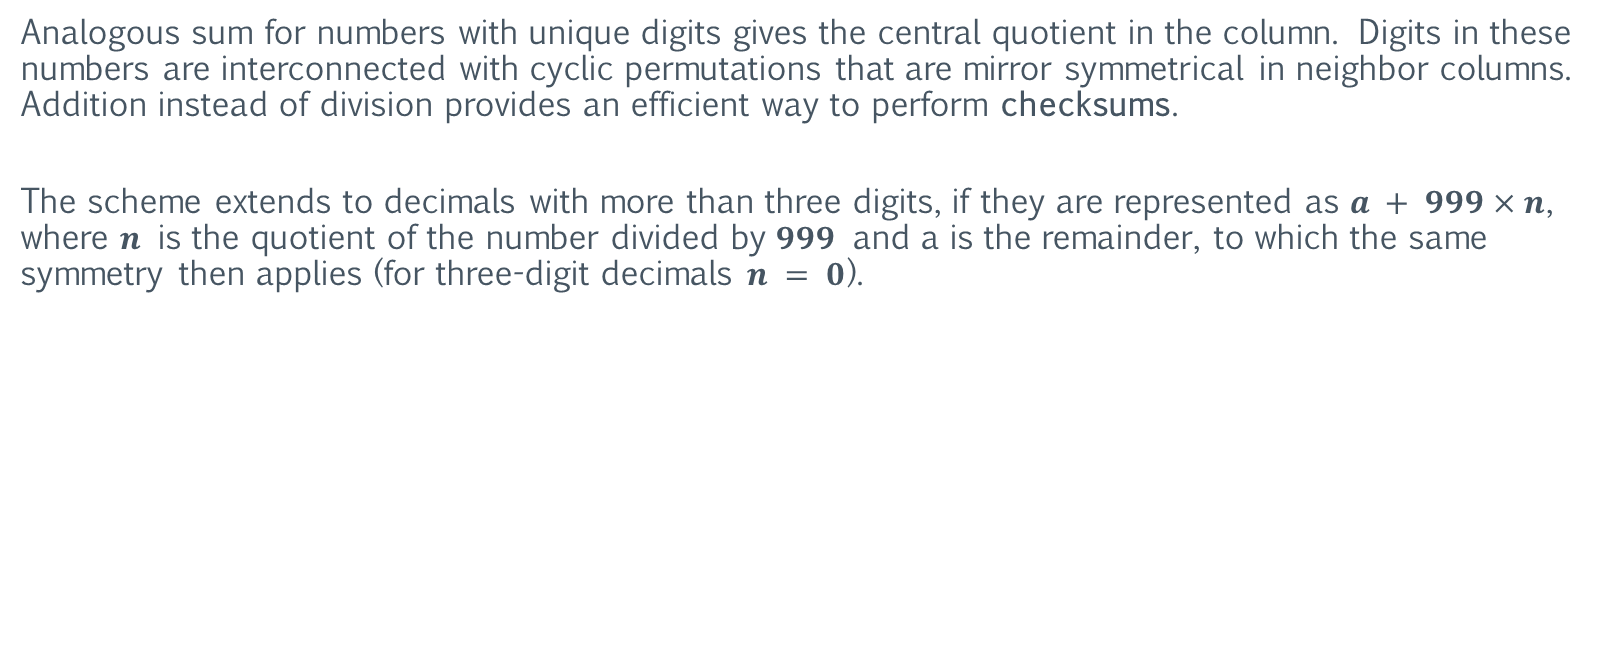 Analogous sum for numbers with unique digits gives the central quotient in the column. Digits in these
numbers are interconnected with cyclic permutations that are mirror symmetrical in neighbor columns.
Addition instead of division provides an efficient way to perform checksums.
The scheme extends to decimals with more than three digits, if they are represented as a + 999 × n,
where n is the quotient of the number divided by 999 and a is the remainder, to which the same
symmetry then applies (for three-digit decimals n = 0).